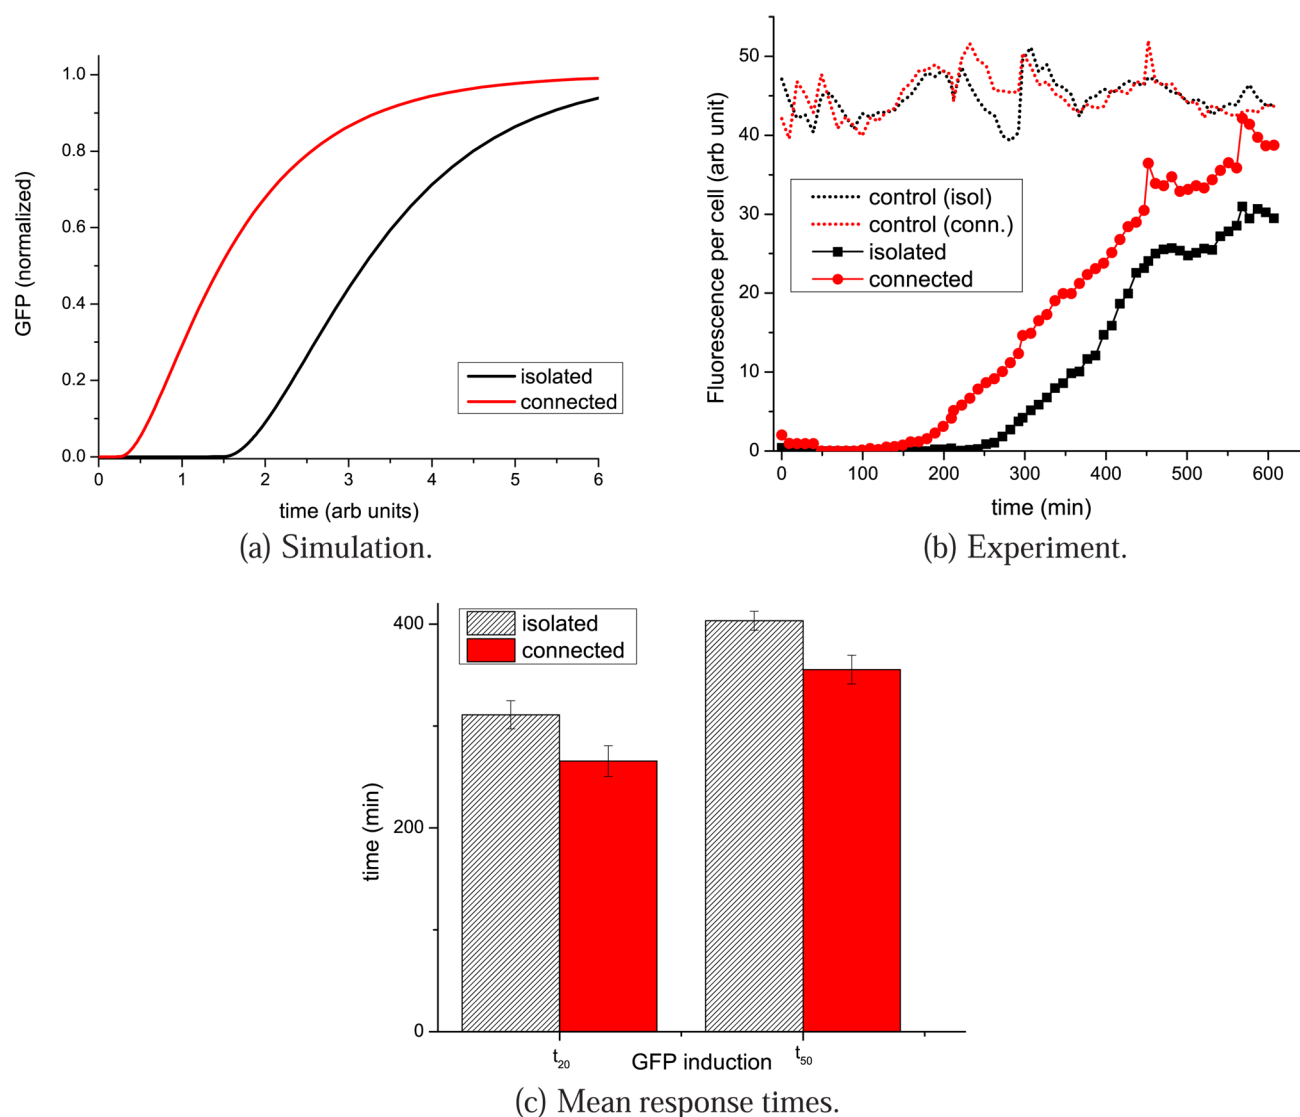 GFP (normalized)
1.0
0.8
0.6
0.4
0.2
0.0
1
2
3
4
5
6
time (arb units)
isolated
connected
(a) Simulation.
Fluorescence per cell (arb unit)
50
40
30
20
10
0
0
100
200
300
400
500
600
time (min)
control (isol)
control (conn.)
isolated
connected
(b) Experiment.
time (min)
400
200
0
isolated
connected
t20
GFP induction
t50
(c) Mean response times.